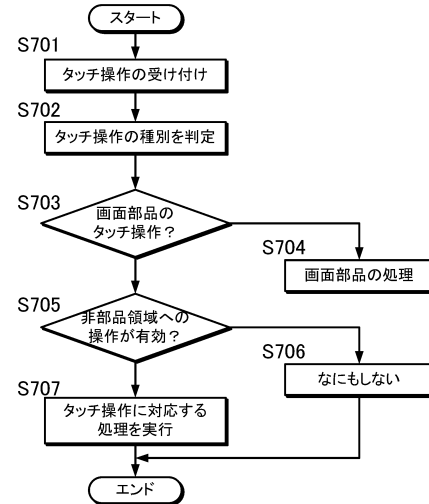 スタート
S701
タッチ操作の受け付け
S702
タッチ操作の種別を判定
S703
画面部品の
タッチ操作？
S704
画面部品の処理
S705
非部品領域への
操作が有効？
S706
なにもしない
S707
タッチ操作に対応する
処理を実行
エンド